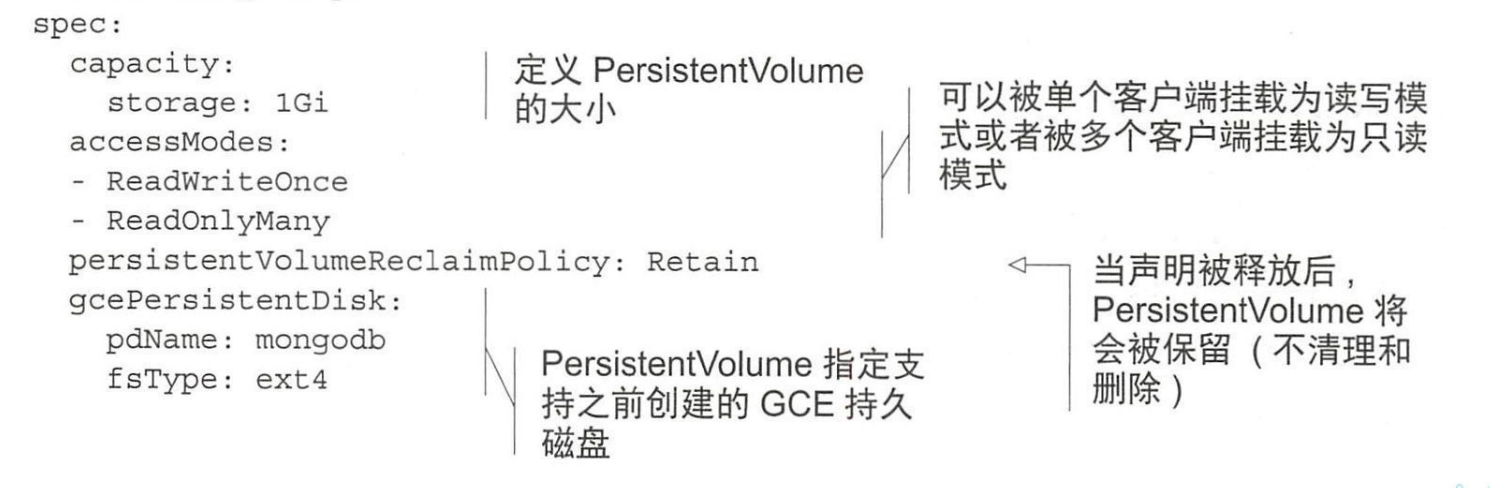 spec:
capacity:
storage: 1Gi
accessModes:
- ReadWriteOnce
- ReadOnlyMany
persistentVolumeReclaimPolicy: Retain
gcePersistentDisk:
pdName: mongodb
fsType: ext4
定义 PersistentVolume
的大小
可以被单个客户端挂载为读写模
式或者被多个客户端挂载为只读
模式
当声明被释放后，
PersistentVolume 将
会被保留（不清理和
删除）
PersistentVolume 指定支
持之前创建的 GCE 持久
磁盘